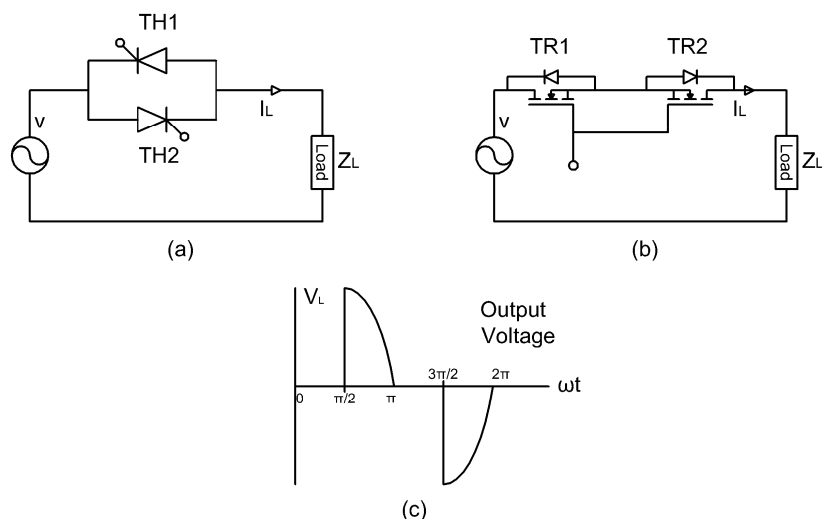 TH1
v
TH2
IL
Load
ZL
(a)
TR1
TR2
v
IL
Load
ZL
(b)
VL
Output
Voltage
0
π/2
π
3π/2
2π
ωt
(c)